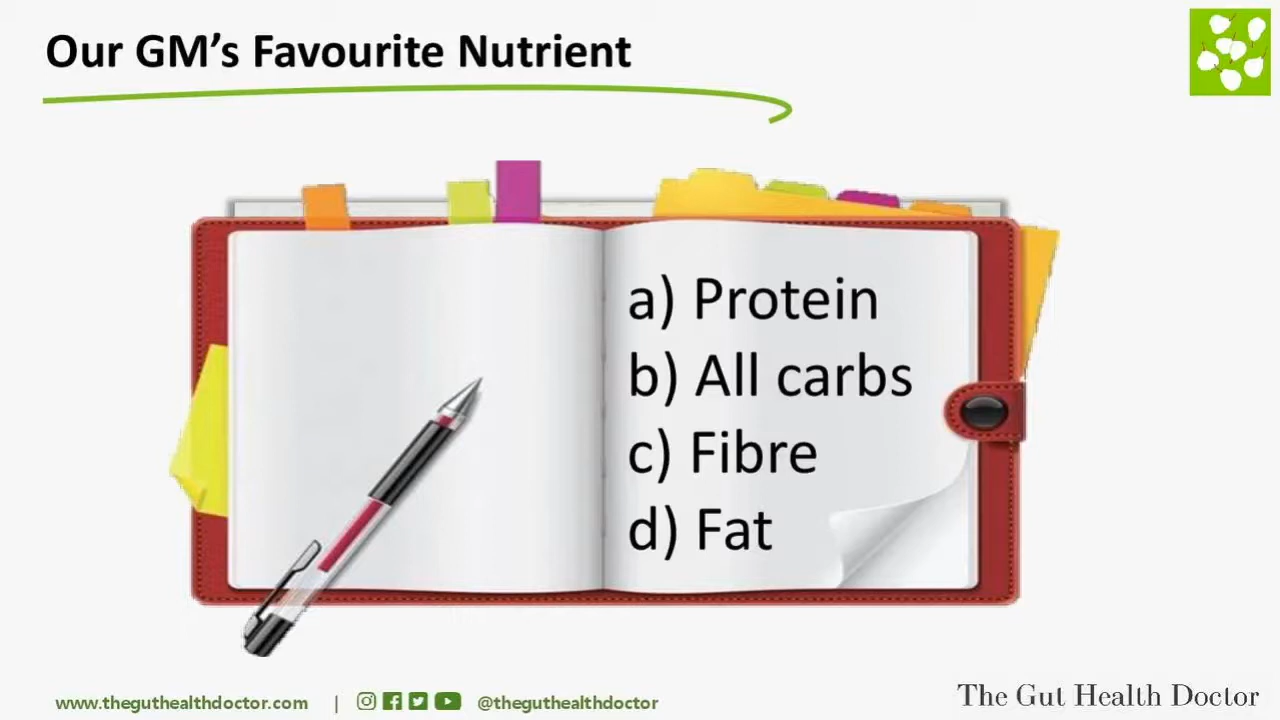 Our GM’s Favourite Nutrient
a) Protein
b) All carbs
c) Fibre
d) Fat
www.theguthealthdoctor.com | @theguthealthdoctor
The Gut Health Doctor